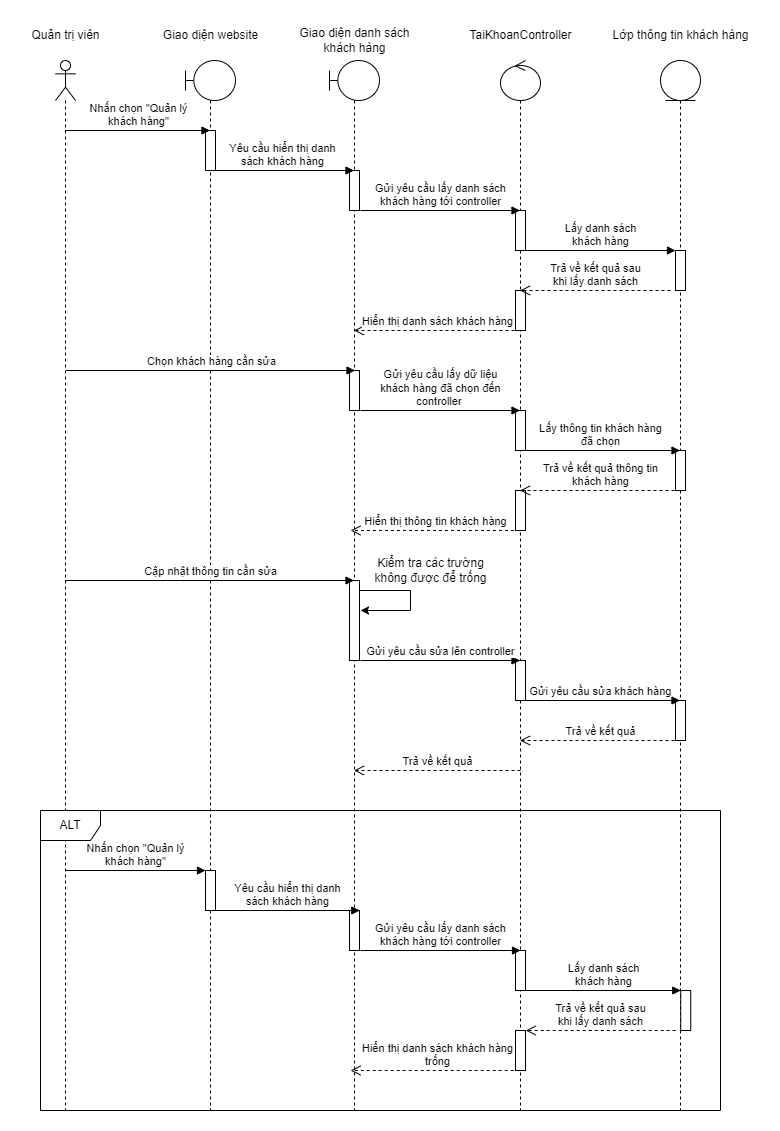 Quản trị viên
Giao diện website
Giao diện danh sách
khách hàng
TaiKhoanController
Lớp thông tin khách hàng
Nhấn chọn "Quản lý
khách hàng"
Yêu cầu hiển thị danh
sách khách hàng
Gửi yêu cầu lấy danh sách
khách hàng tới controller
Lấy danh sách
khách hàng
Trả về kết quả sau
khi lấy danh sách
Hiển thị danh sách khách hàng
Chọn khách hàng cần sửa
Gửi yêu cầu lấy dữ liệu
khách hàng đã chọn đến
controller
Lấy thông tin khách hàng
đã chọn
Trả về kết quả thông tin
khách hàng
Hiển thị thông tin khách hàng
Cập nhật thông tin cần sửa
Kiểm tra các trường
không được để trống
Gửi yêu cầu sửa lên controller
Gửi yêu cầu sửa khách hàng
Trả về kết quả
Trả về kết quả
ALT
Nhấn chọn "Quản lý
khách hàng"
Yêu cầu hiển thị danh
sách khách hàng
Gửi yêu cầu lấy danh sách
khách hàng tới controller
Lấy danh sách
khách hàng
Trả về kết quả sau
khi lấy danh sách
Hiển thị danh sách khách hàng
trống